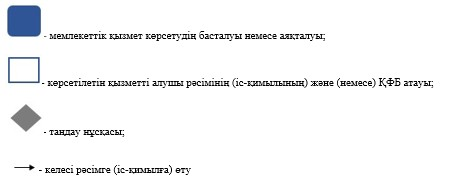 - мемлекеттік қызмет көрсетудің басталуы немесе аяқталуы;
- көрсетілетін қызметті алушы рәсімінің (іс-қимылының) және (немесе) ҚФБ атауы;
- таңдау нұсқасы;
- келесі рәсімге (іс-қимылға) өту